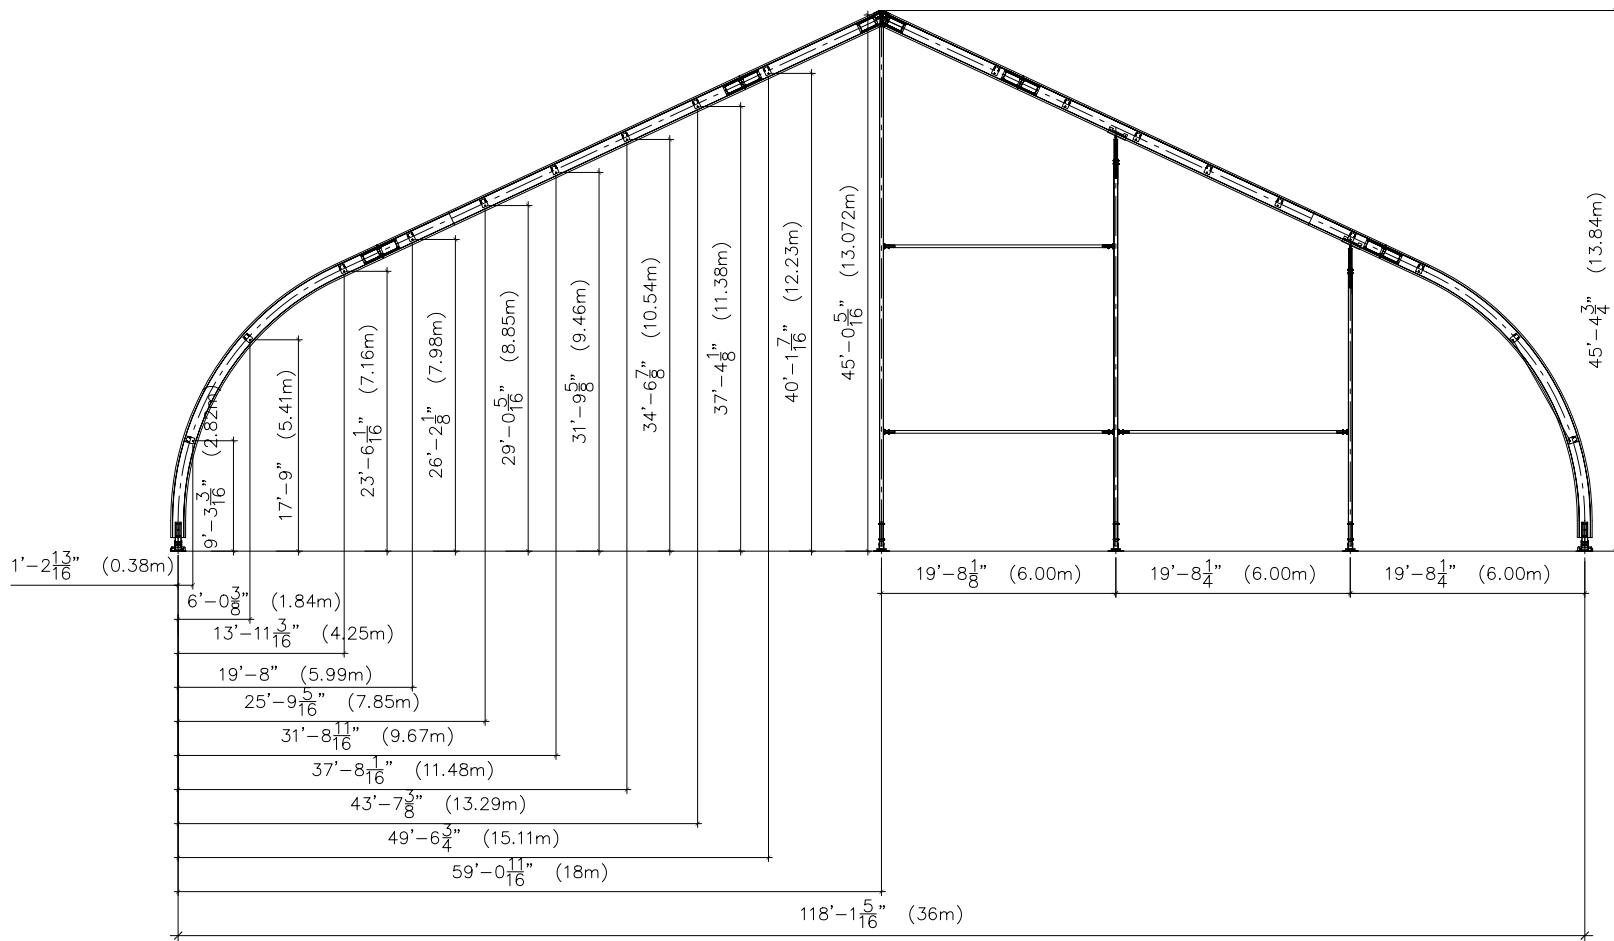 9'-3 3/16" (2.82m)
17'-9" (5.41m)
23'-6 1/16" (7.16m)
26'-2 1/8" (7.98m)
29'-0 5/16" (8.85m)
31'-9 5/8" (9.46m)
34'-6 7/8" (10.54m)
37'-4 1/8" (11.38m)
40'-1 7/16" (12.23m)
45'-0 5/16" (13.072m)
45'-4 3/4" (13.84m)
1'-2 13/16" (0.38m)
19'-8 1/8" (6.00m)
19'-8 1/4" (6.00m)
19'-8 1/4" (6.00m)
6'-0 3/8" (1.84m)
13'-11 3/16" (4.25m)
19'-8" (5.99m)
25'-9 5/16" (7.85m)
31'-8 11/16" (9.67m)
37'-8 1/16" (11.48m)
43'-7 3/8" (13.29m)
49'-6 3/4" (15.11m)
59'-0 11/16" (18m)
118'-1 5/16" (36m)